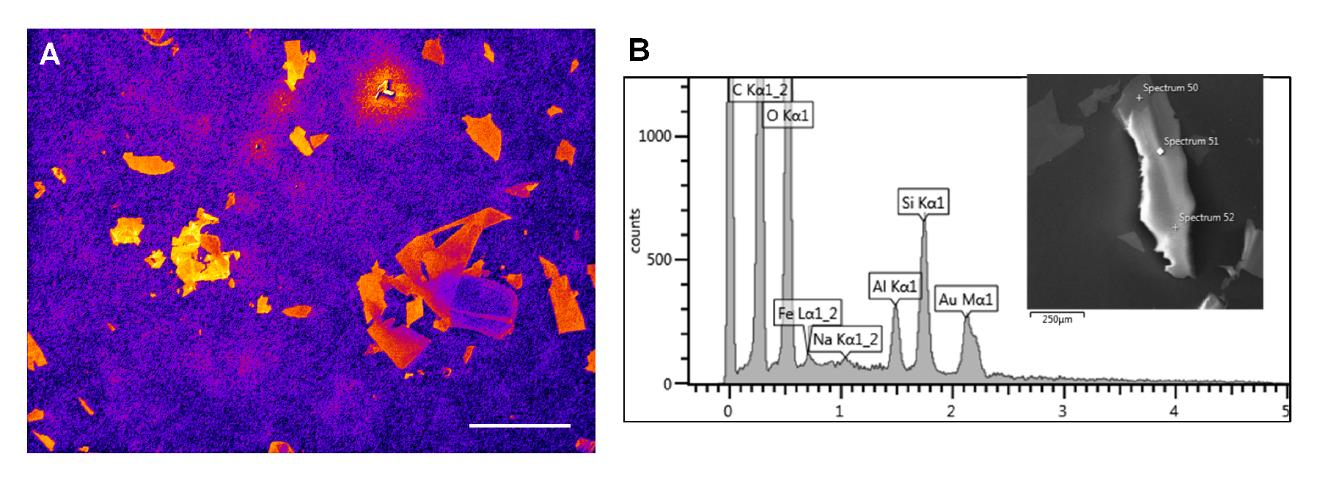 A
B
C Kα1_2
O Kα1
Si Kα1
Al Kα1
Au Mα1
Fe Lα1_2
Na Kα1_2
1000
500
0
counts
0 1 2 3 4 5
Spectrum 50
Spectrum 51
Spectrum 52
250µm